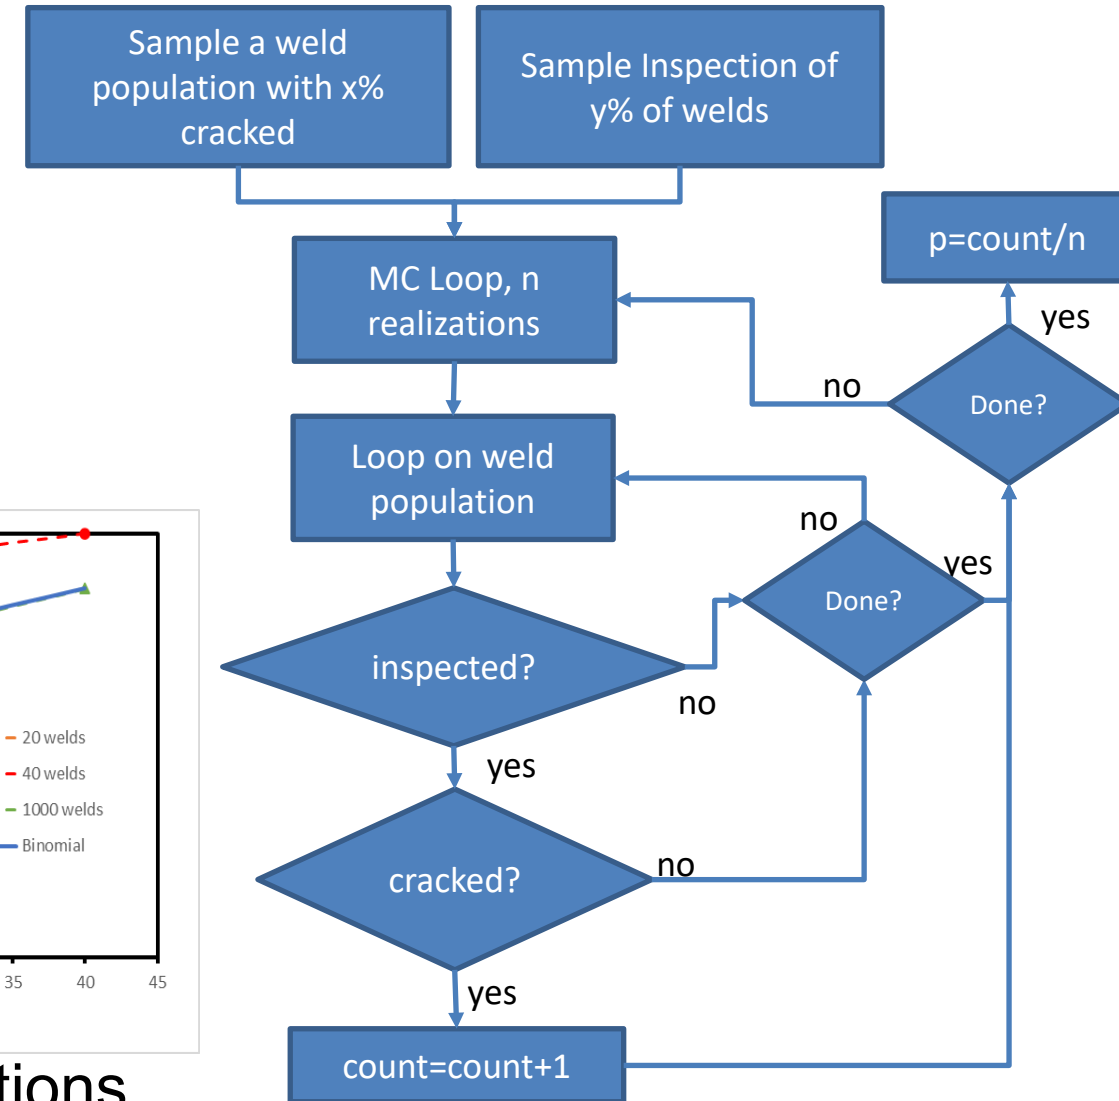 Sample a weld
population with x%
cracked
Sample Inspection of
y% of welds
p=count/n
yes
MC Loop, n
realizations
no
Done?
Loop on weld
population
no
yes
Done?
inspected?
no
yes
cracked?
no
yes
count=count+1
20 welds
40 welds
1000 welds
Binomial
35
40
45
tions